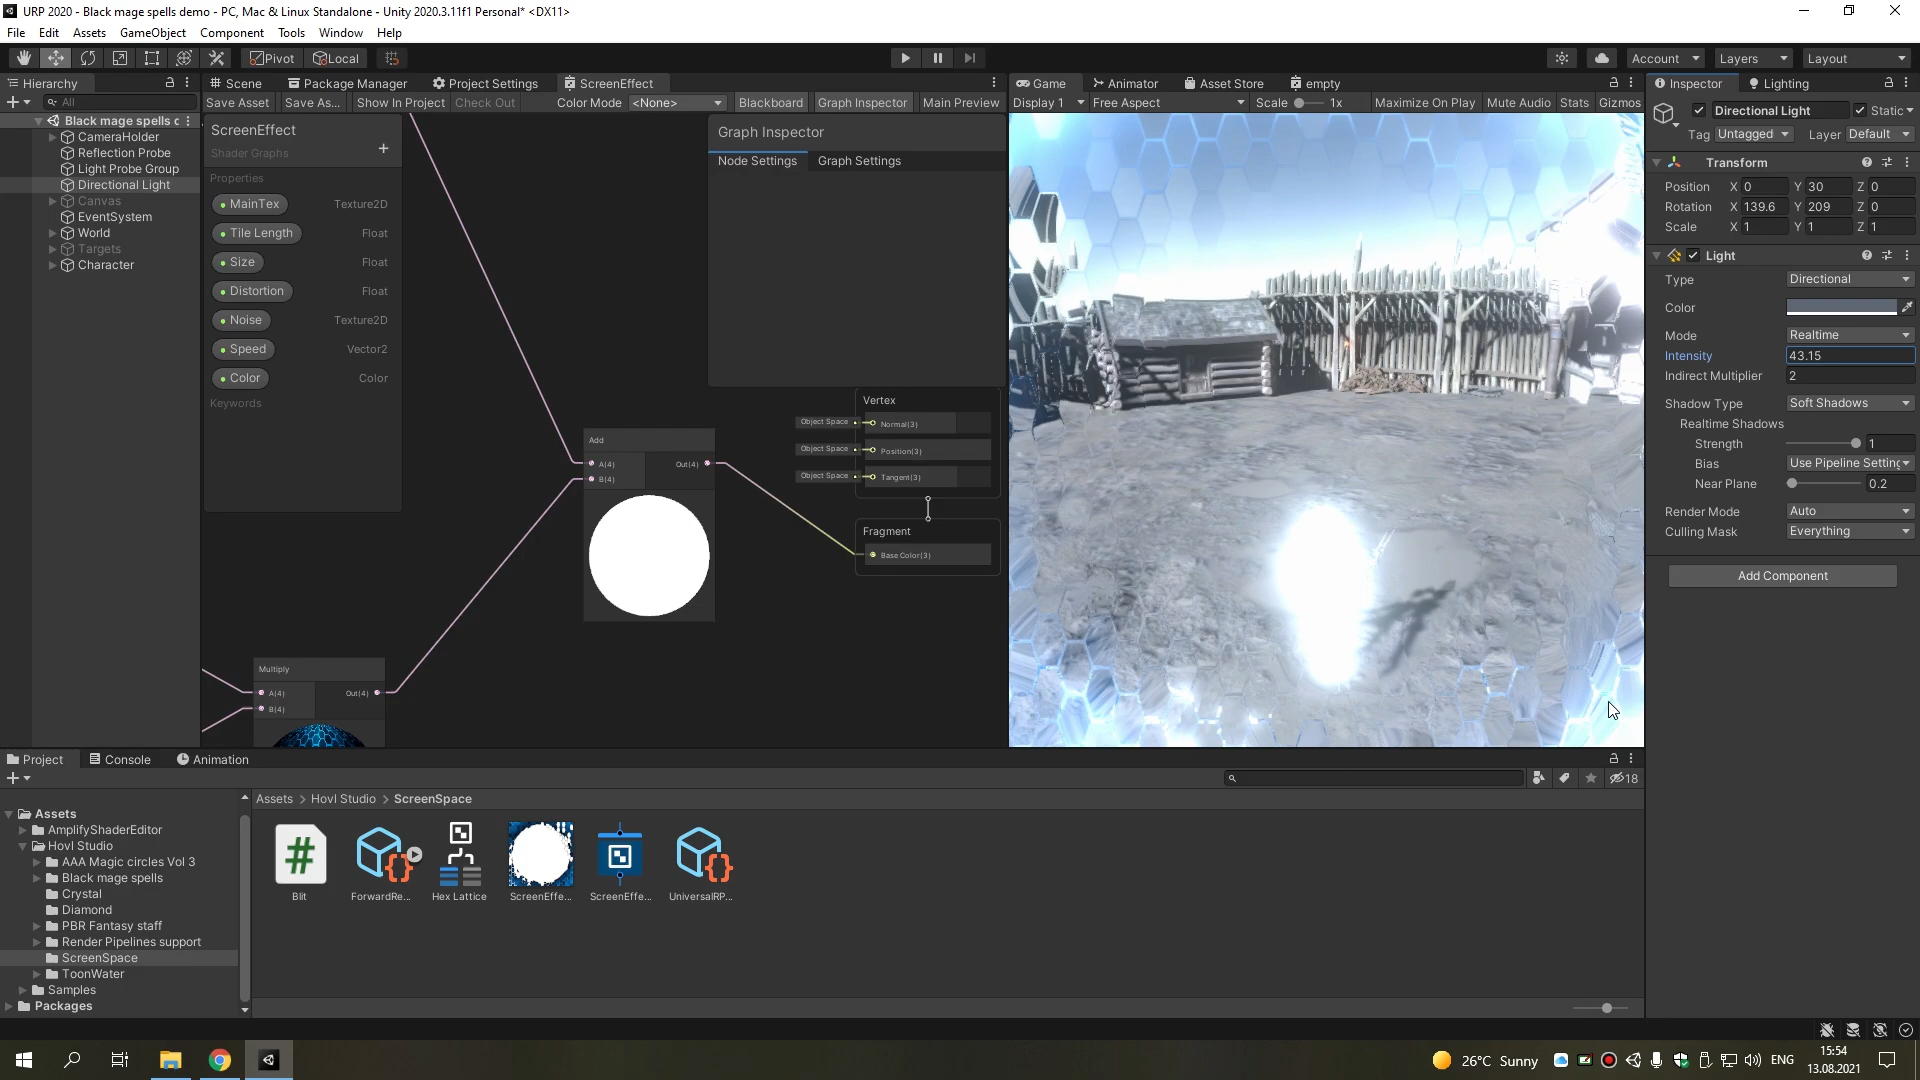 URP 2020 - Black mage spells demo - PC, Mac & Linux Standalone - Unity 2020.3.11f1 Personal* <DX11>
File Edit Assets GameObject Component Tools Window Help
Pivot Local Account Layers Layout
Hierarchy
All
Black mage spells c
CameraHolder
Reflection Probe
Light Probe Group
Directional Light
Canvas
EventSystem
World
Targets
Character
Scene Package Manager Project Settings ScreenEffect
Save Asset Save As... Show In Project Check Out Color Mode <None> Blackboard Graph Inspector Main Preview
ScreenEffect
Shader Graphs
Properties
MainTex Texture2D
Tile Length Float
Size Float
Distortion Float
Noise Texture2D
Speed Vector2
Color Color
Keywords
Graph Inspector
Node Settings Graph Settings
Vertex
Object Space Normal(3)
Object Space Position(3)
Object Space Tangent(3)
Fragment
Base Color(3)
Add
A(4) Out(4)
B(4)
Multiply
A(4) Out(4)
B(4)
Game Animator Asset Store empty
Display 1 Free Aspect Scale 1x Maximize On Play Mute Audio Stats Gizmos
Inspector Lighting
Directional Light Static
Tag Untagged Layer Default
Transform
Position X 0 Y 30 Z 0
Rotation X 139.6 Y 209 Z 0
Scale X 1 Y 1 Z 1
Light
Type Directional
Color
Mode Realtime
Intensity 43.15
Indirect Multiplier 2
Shadow Type Soft Shadows
Realtime Shadows
Strength 1
Bias Use Pipeline Setting
Near Plane 0.2
Render Mode Auto
Culling Mask Everything
Add Component
Project Console Animation
18
Assets
AmplifyShaderEditor
Hovl Studio
AAA Magic circles Vol 3
Black mage spells
Crystal
Diamond
PBR Fantasy staff
Render Pipelines support
ScreenSpace
ToonWater
Samples
Packages
Assets > Hovl Studio > ScreenSpace
Blit ForwardRe... Hex Lattice ScreenEffe... ScreenEffe... UniversalRP...
26°C Sunny ENG 15:54
13.08.2021